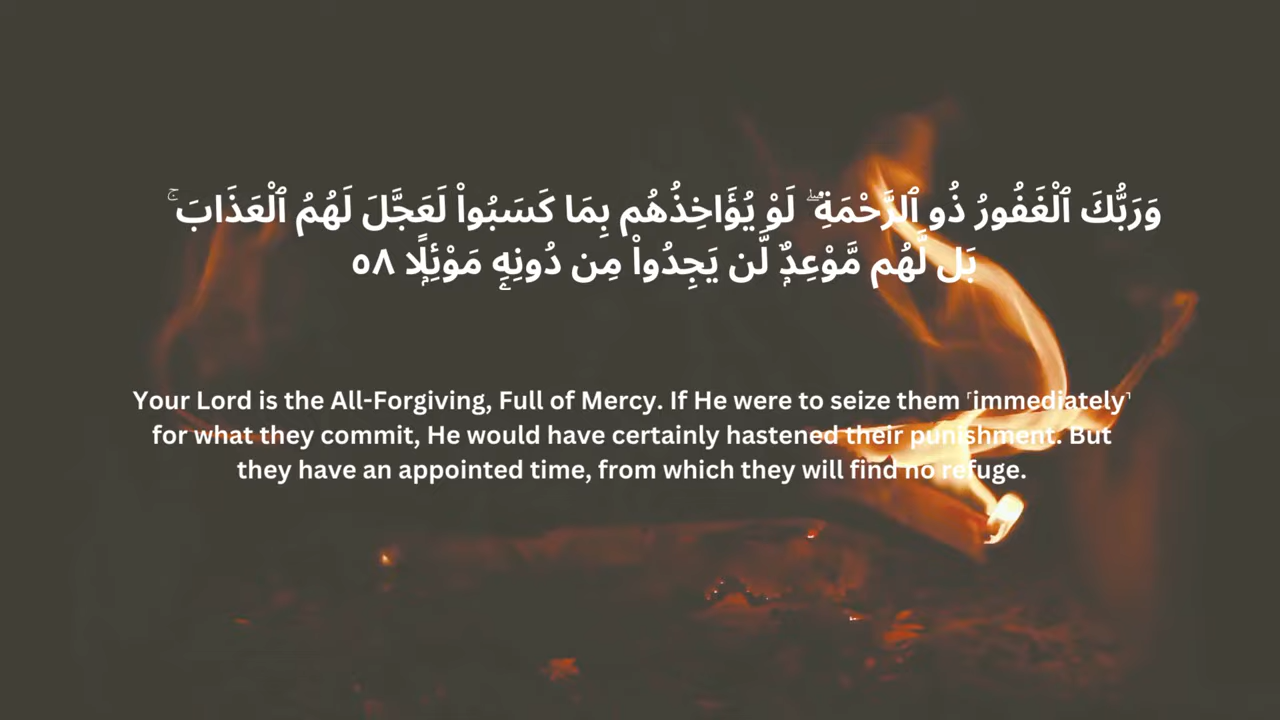 وَرَبُّكَ ٱلْغَفُورُ ذُو ٱلرَّحْمَةِ ۖ لَوْ يُؤَاخِذُهُم بِمَا كَسَبُوا۟ لَعَجَّلَ لَهُمُ ٱلْعَذَابَ ۚ
بَل لَّهُم مَّوْعِدٌۭ لَّن يَجِدُوا۟ مِن دُونِهِۦ مَوْئِلًۭا ٥٨
Your Lord is the All-Forgiving, Full of Mercy. If He were to seize them ˹immediately˺
for what they commit, He would have certainly hastened their punishment. But
they have an appointed time, from which they will find no refuge.